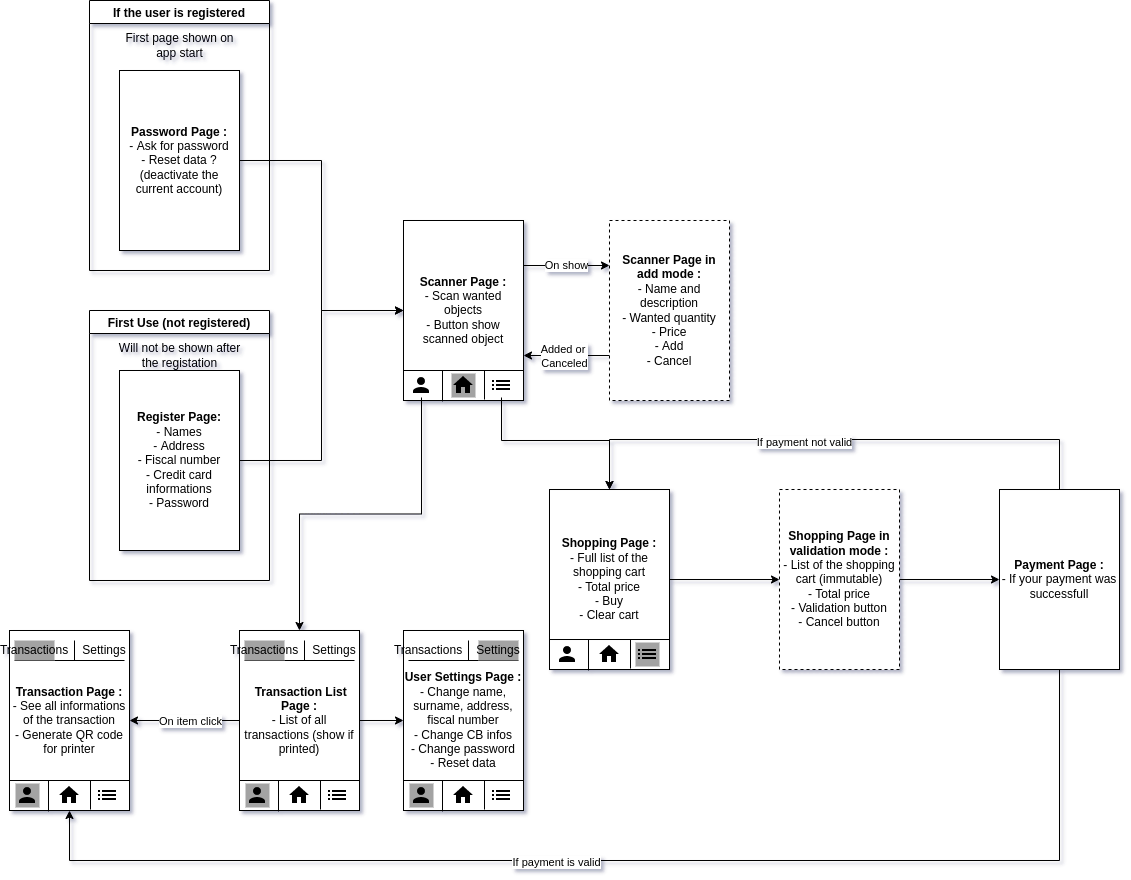 If the user is registered
First page shown on
app start
Password Page :
- Ask for password
- Reset data ?
(deactivate the
current account)
First Use (not registered)
Will not be shown after
the registation
Register Page:
- Names
- Address
- Fiscal number
- Credit card
informations
- Password
Scanner Page :
- Scan wanted
objects
- Button show
scanned object
On show
Added or
Canceled
Scanner Page in
add mode :
- Name and
description
- Wanted quantity
- Price
- Add
- Cancel
If payment not valid
Shopping Page :
- Full list of the
shopping cart
- Total price
- Buy
- Clear cart
Shopping Page in
validation mode :
- List of the shopping
cart (immutable)
- Total price
- Validation button
- Cancel button
Payment Page :
- If your payment was
successfull
Transactions
Settings
Transaction Page :
- See all informations
of the transaction
- Generate QR code
for printer
On item click
Transactions
Settings
Transaction List
Page :
- List of all
transactions (show if
printed)
Transactions
Settings
User Settings Page :
- Change name,
surname, address,
fiscal number
- Change CB infos
- Change password
- Reset data
If payment is valid